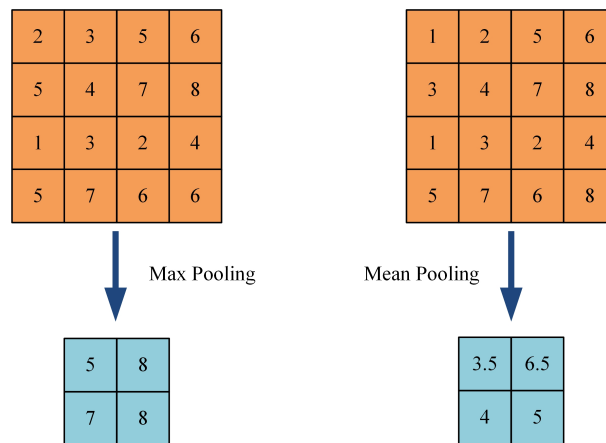 2 3 5 6
5 4 7 8
1 3 2 4
5 7 6 6
Max Pooling
5 8
7 8
1 2 5 6
3 4 7 8
1 3 2 4
5 7 6 8
Mean Pooling
3.5 6.5
4 5